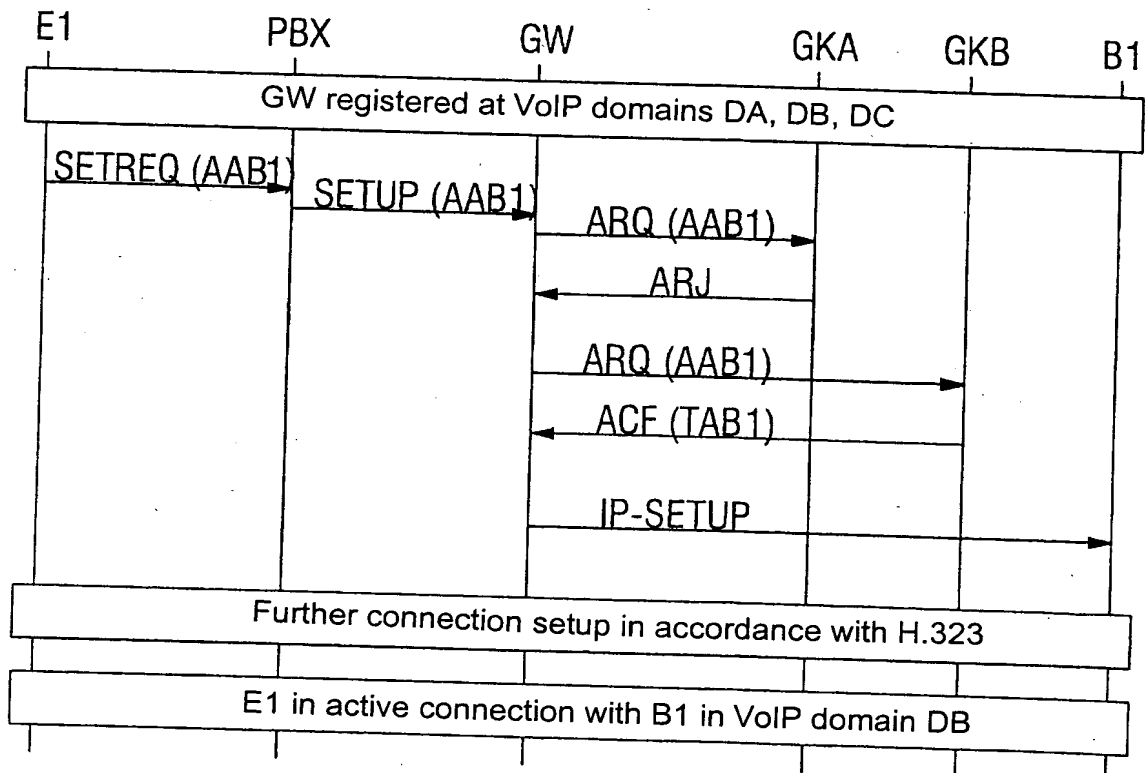 E1 PBX GW GKA GKB B1
GW registered at VoIP domains DA, DB, DC
SETREQ (AAB1)
SETUP (AAB1)
ARQ (AAB1)
ARJ
ARQ (AAB1)
ACF (TAB1)
IP-SETUP
Further connection setup in accordance with H.323
E1 in active connection with B1 in VoIP domain DB